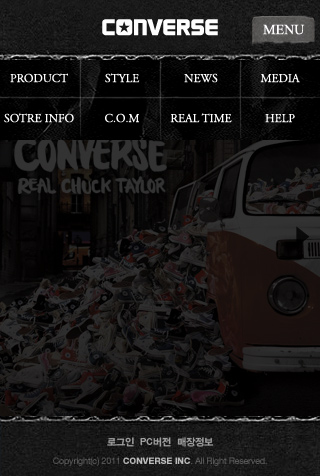 CONVERSE
MENU
PRODUCT STYLE NEWS MEDIA
SOTRE INFO C.O.M REAL TIME HELP
CONVERSE
REAL CHUCK TAYLOR
로그인 PC버전 매장정보
Copyright(c) 2011 CONVERSE INC. All Right Reserved.